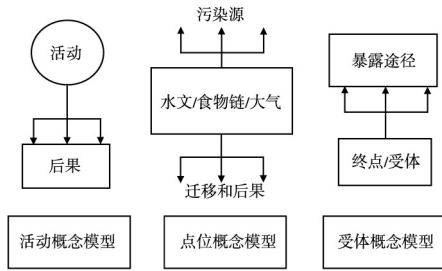 污染源
活动
暴露途径
水文/食物链/大气
后果
终点/受体
迁移和后果
活动概念模型
点位概念模型
受体概念模型